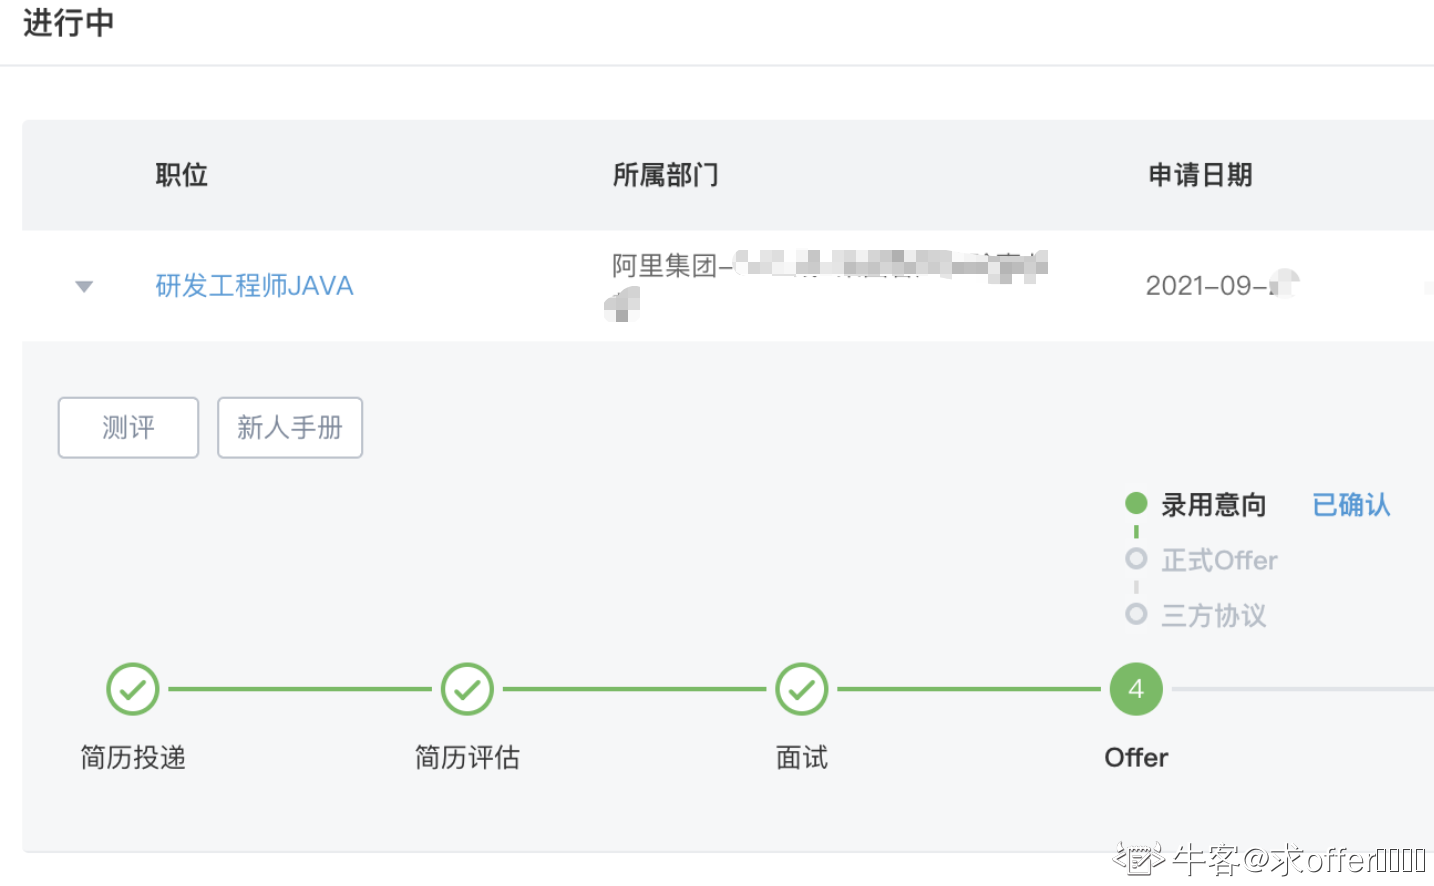 进行中
职位 所属部门 申请日期
研发工程师JAVA 阿里集团- 2021-09-
测评 新人手册
录用意向 已确认
正式Offer
三方协议
4
简历投递 简历评估 面试 Offer
牛客@求offer